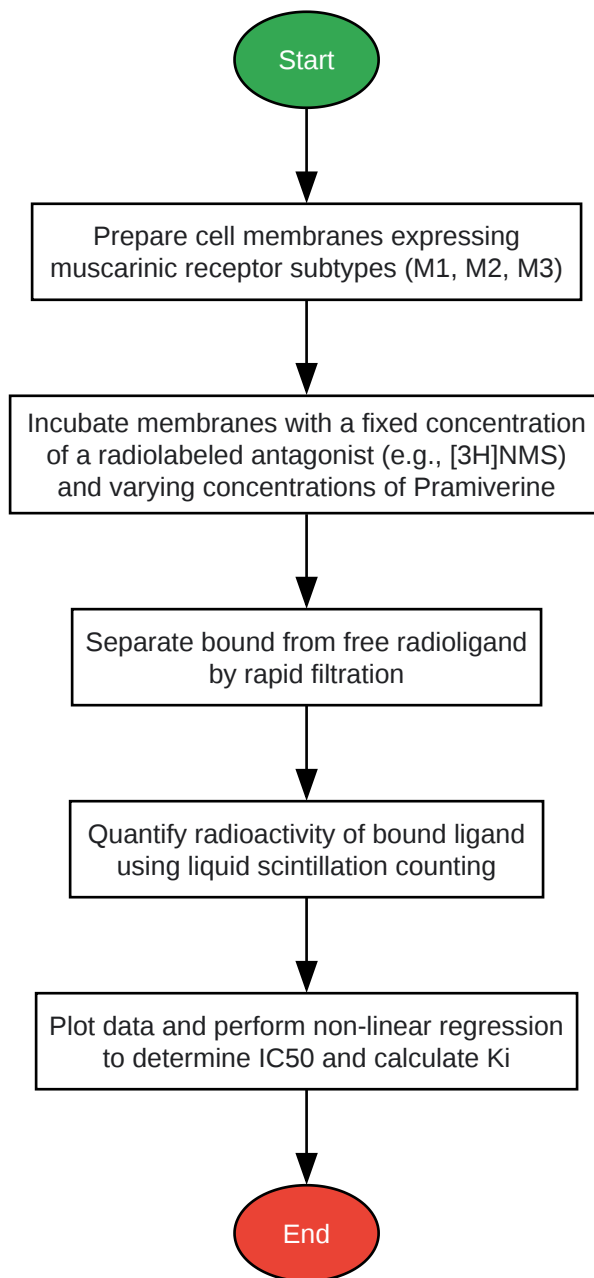 Start
Prepare cell membranes expressing
muscarinic receptor subtypes (M1, M2, M3)
Incubate membranes with a fixed concentration
of a radiolabeled antagonist (e.g., [3H]NMS)
and varying concentrations of Pramiverine
Separate bound from free radioligand
by rapid filtration
Quantify radioactivity of bound ligand
using liquid scintillation counting
Plot data and perform non-linear regression
to determine IC50 and calculate Ki
End